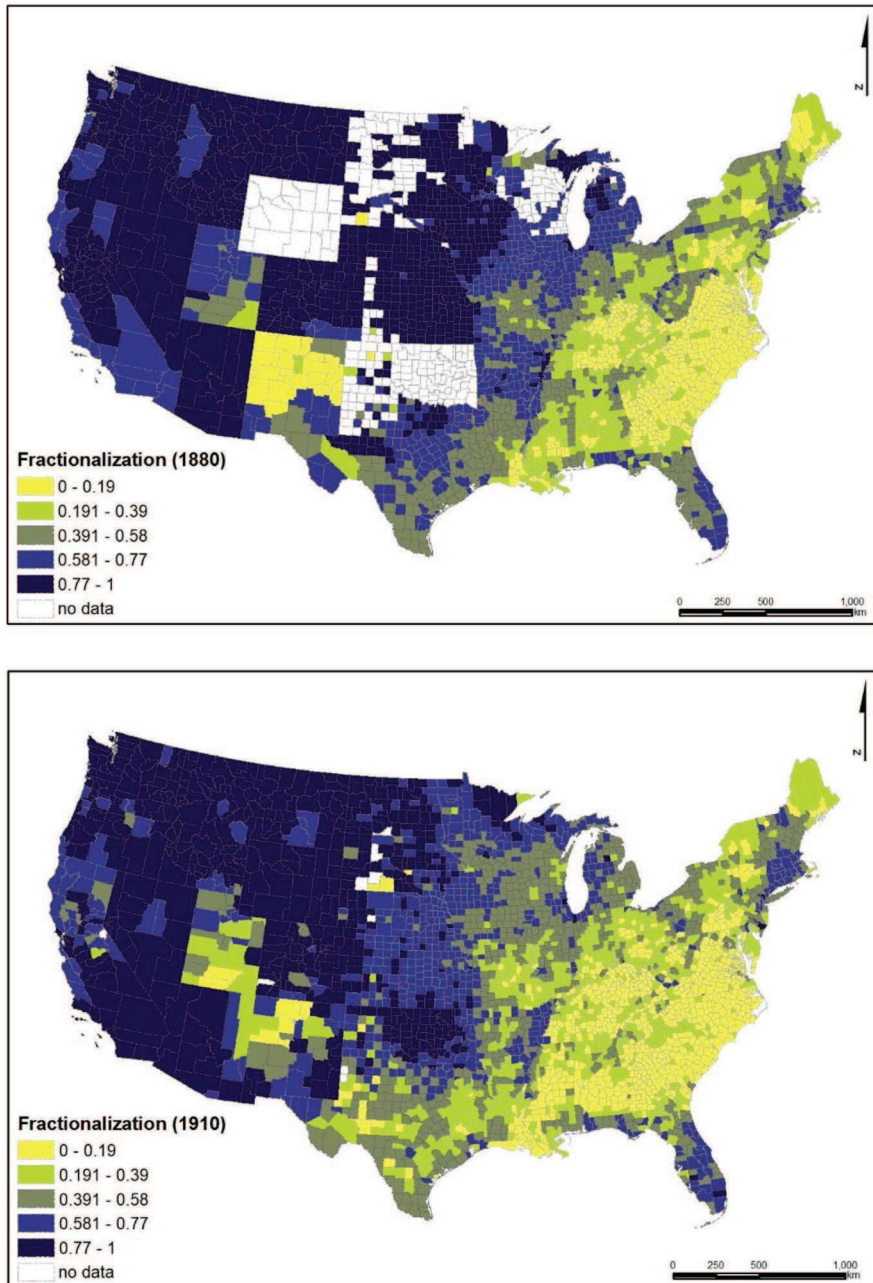 N
Fractionalization (1880)
0 - 0.19
0.191 - 0.39
0.391 - 0.58
0.581 - 0.77
0.77 - 1
no data
0 250 500 1,000
km
N
Fractionalization (1910)
0 - 0.19
0.191 - 0.39
0.391 - 0.58
0.581 - 0.77
0.77 - 1
no data
0 250 500 1,000
km